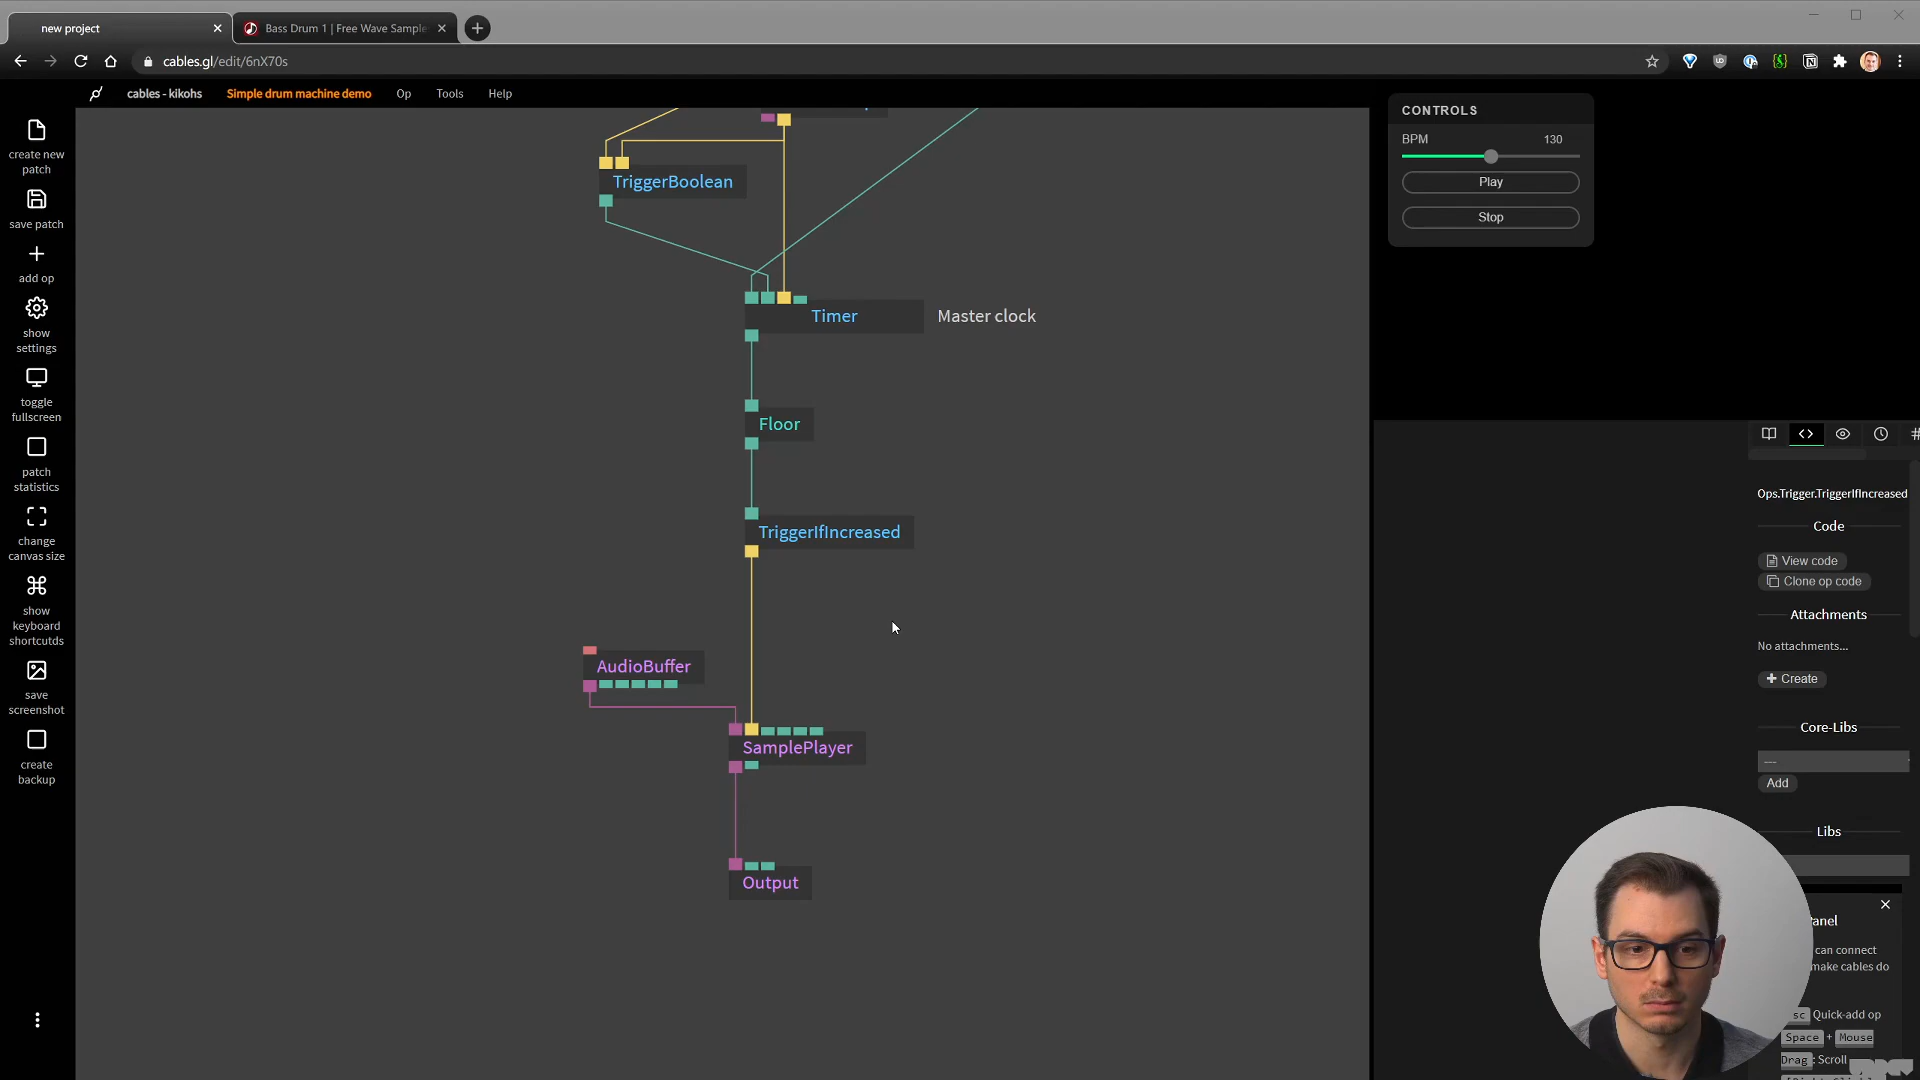 new project
Bass Drum 1 | Free Wave Sample
cables.gl/edit/6nX70s
cables - kikohs
Simple drum machine demo
Op
Tools
Help
create new
patch
save patch
add op
show
settings
toggle
fullscreen
patch
statistics
change
canvas size
show
keyboard
shortcutds
save
screenshot
create
backup
TriggerBoolean
Timer
Master clock
Floor
TriggerIfIncreased
AudioBuffer
SamplePlayer
Output
CONTROLS
BPM 130
Play
Stop
Ops.Trigger.TriggerIfIncreased
Code
View code
Clone op code
Attachments
No attachments...
Create
Core-Libs
---
Add
Libs
can connect
make cables do
Quick-add op
Space + Mouse
Drag : Scroll